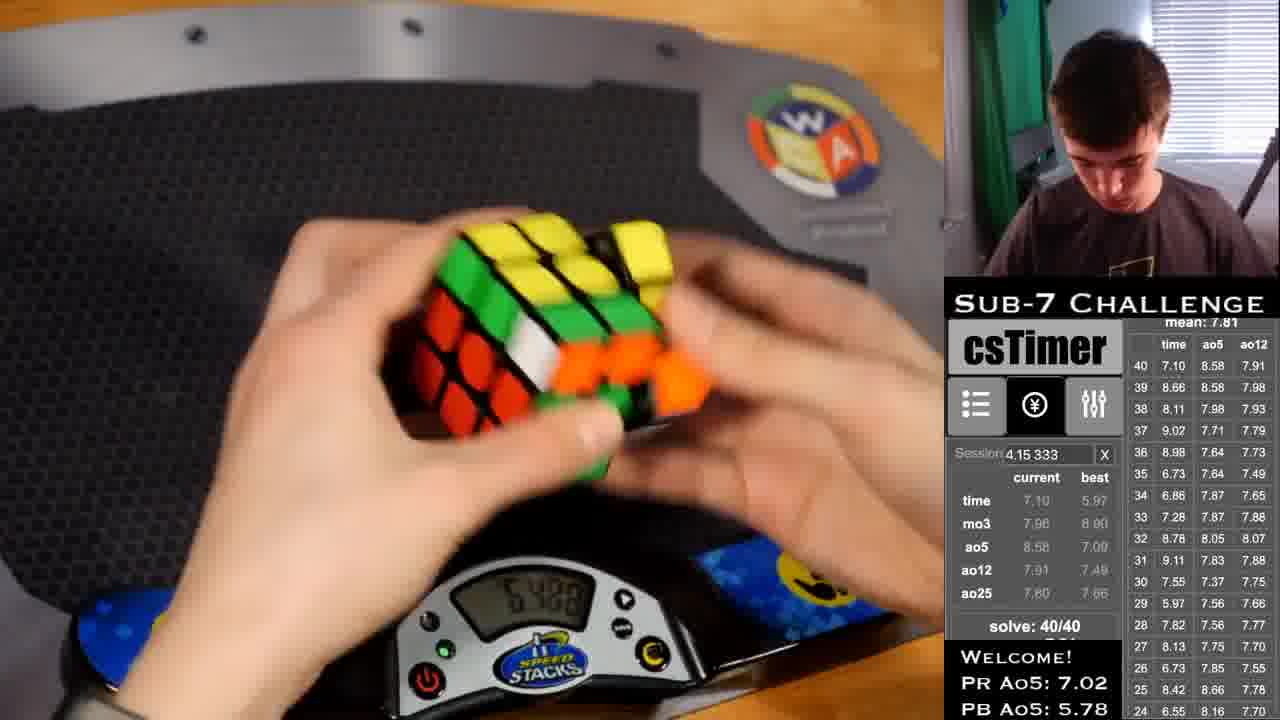 W
C A
SUB-7 CHALLENGE
csTimer
Session 4.15 333 X
current best
time 7.10 5.97
mo3 7.96
ao5 8.58 7.09
ao12 7.91 7.49
ao25 7.80 7.66
solve: 40/40
mean: 7.81
time ao5 ao12
40 7.10 8.58 7.91
39 8.66 8.58 7.98
38 8.11 7.98 7.93
37 9.02 7.71 7.79
36 8.98 7.64 7.73
35 6.73 7.64 7.49
34 6.86 7.87 7.65
33 7.28 7.87 7.88
32 8.78 8.05 8.07
31 9.11 7.83 7.88
30 7.55 7.37 7.75
29 5.97 7.56 7.66
28 7.82 7.56 7.77
27 8.13 7.75 7.70
26 6.73 7.85 7.55
25 8.42 8.66 7.78
24 6.55 8.16 7.70
WELCOME!
PR AO5: 7.02
PB AO5: 5.78
SPEED
STACKS